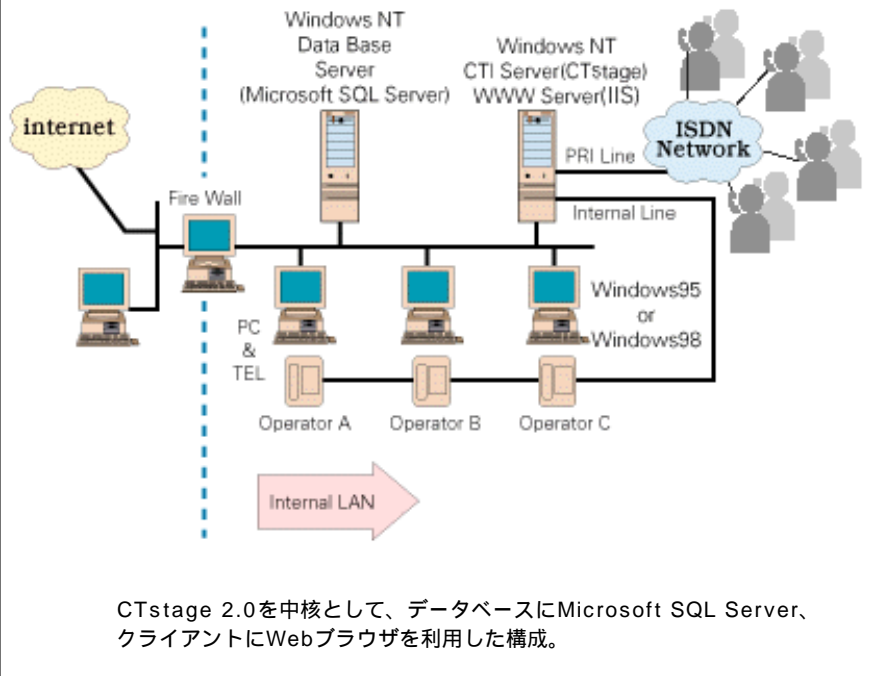 Windows NT
Data Base
Server
(Microsoft SQL Server)
Windows NT
CTI Server(CTstage)
WWW Server(IIS)
internet
ISDN
Network
PRI Line
Fire Wall
Internal Line
Windows95
or
Windows98
PC
&
TEL
Operator A
Operator B
Operator C
Internal LAN
CTstage 2.0を中核として、データベースにMicrosoft SQL Server、
クライアントにWebブラウザを利用した構成。